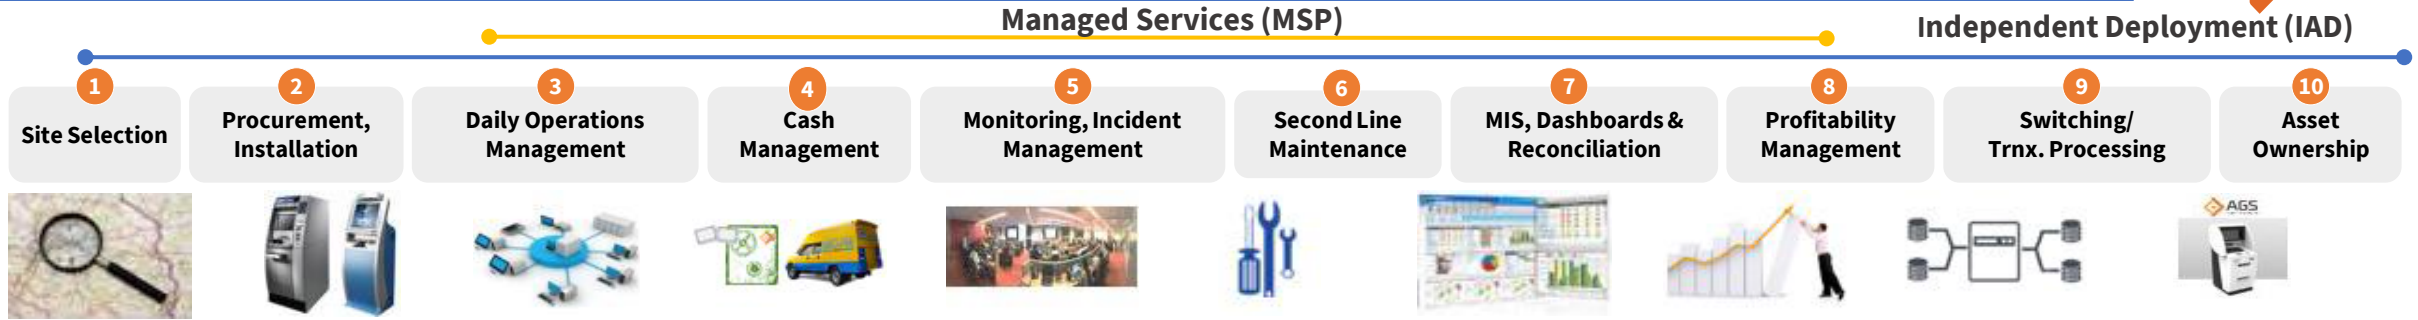 Managed Services (MSP)
Independent Deployment (IAD)
1
Site Selection
2
Procurement,
Installation
3
Daily Operations
Management
4
Cash
Management
5
Monitoring, Incident
Management
6
Second Line
Maintenance
7
MIS, Dashboards &
Reconciliation
8
Profitability
Management
9
Switching/
Trnx. Processing
10
Asset
Ownership
AGS